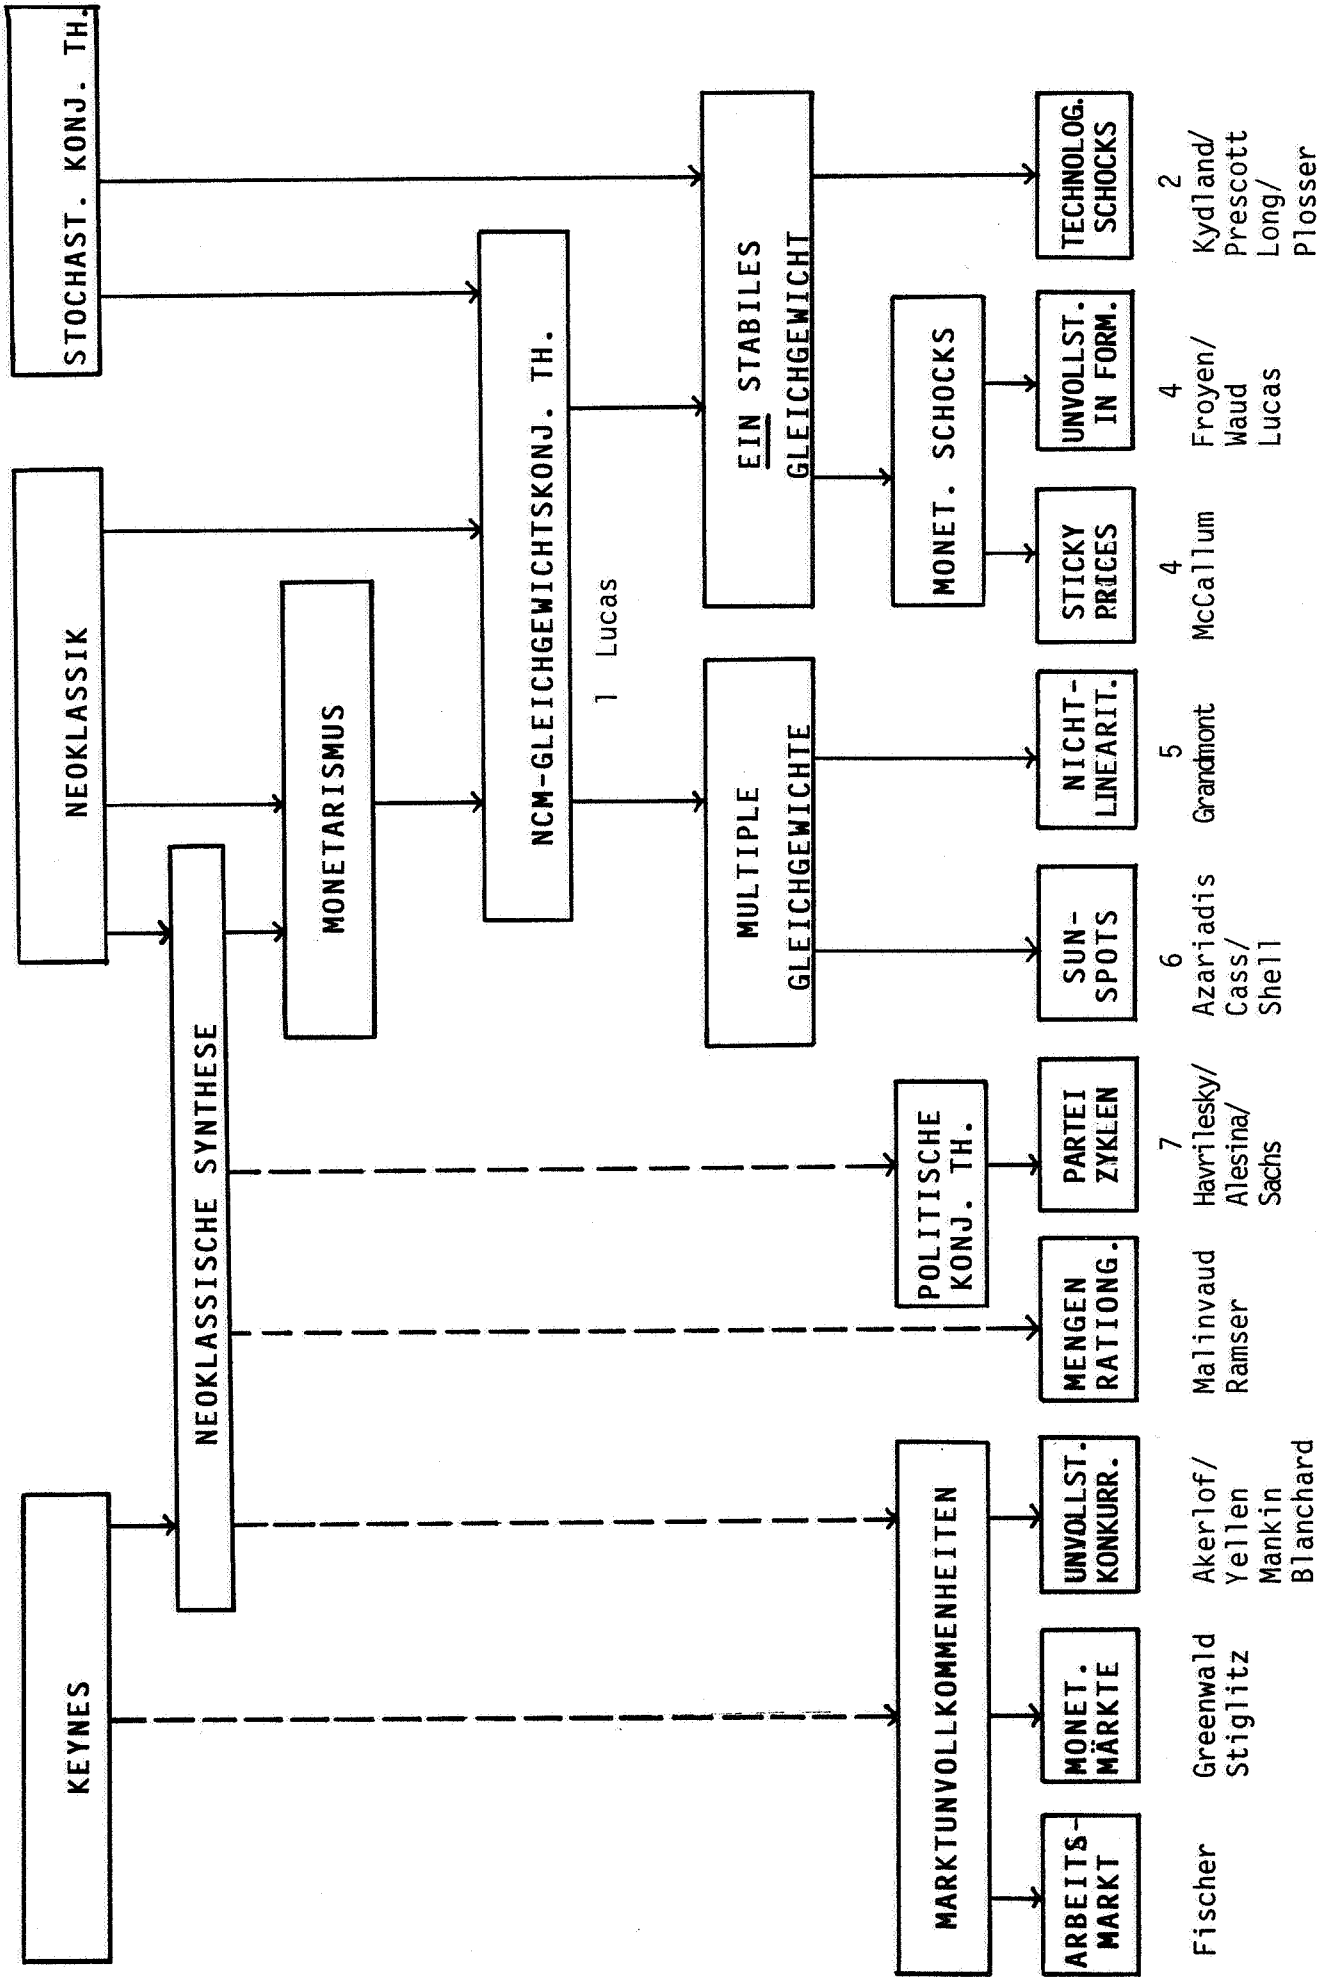 KEYNES
NEOKLASSIK
STOCHAST. KONJ. TH.
NEOKLASSISCHE SYNTHESE
MONETARISMUS
NCM-GLEICHGEWICHTSKONJ. TH.
1 Lucas
MULTIPLE
GLEICHGEWICHTE
EIN STABILES
GLEICHGEWICHT
MARKTUNVOLLKOMMENHEITEN
POLITISCHE
KONJ. TH.
MONET. SCHOCKS
ARBEITS-
MARKT
MONET.
MÄRKTE
UNVOLLST.
KONKURR.
MENGEN
RATIONG.
PARTEI
ZYKLEN
SUN-
SPOTS
NICHT-
LINEARIT.
STICKY
PRICES
UNVOLLST.
IN FORM.
TECHNOLOG.
SCHOCKS
Fischer
Greenwald
Stiglitz
Akerlof/
Yellen
Mankin
Blanchard
Malinvaud
Ramser
7
Havrilesky/
Alesina/
Sachs
6
Azariadis
Cass/
Shell
5
Grandmont
4
McCallum
4
Froyen/
Waud
Lucas
2
Kydland/
Prescott
Long/
Plosser